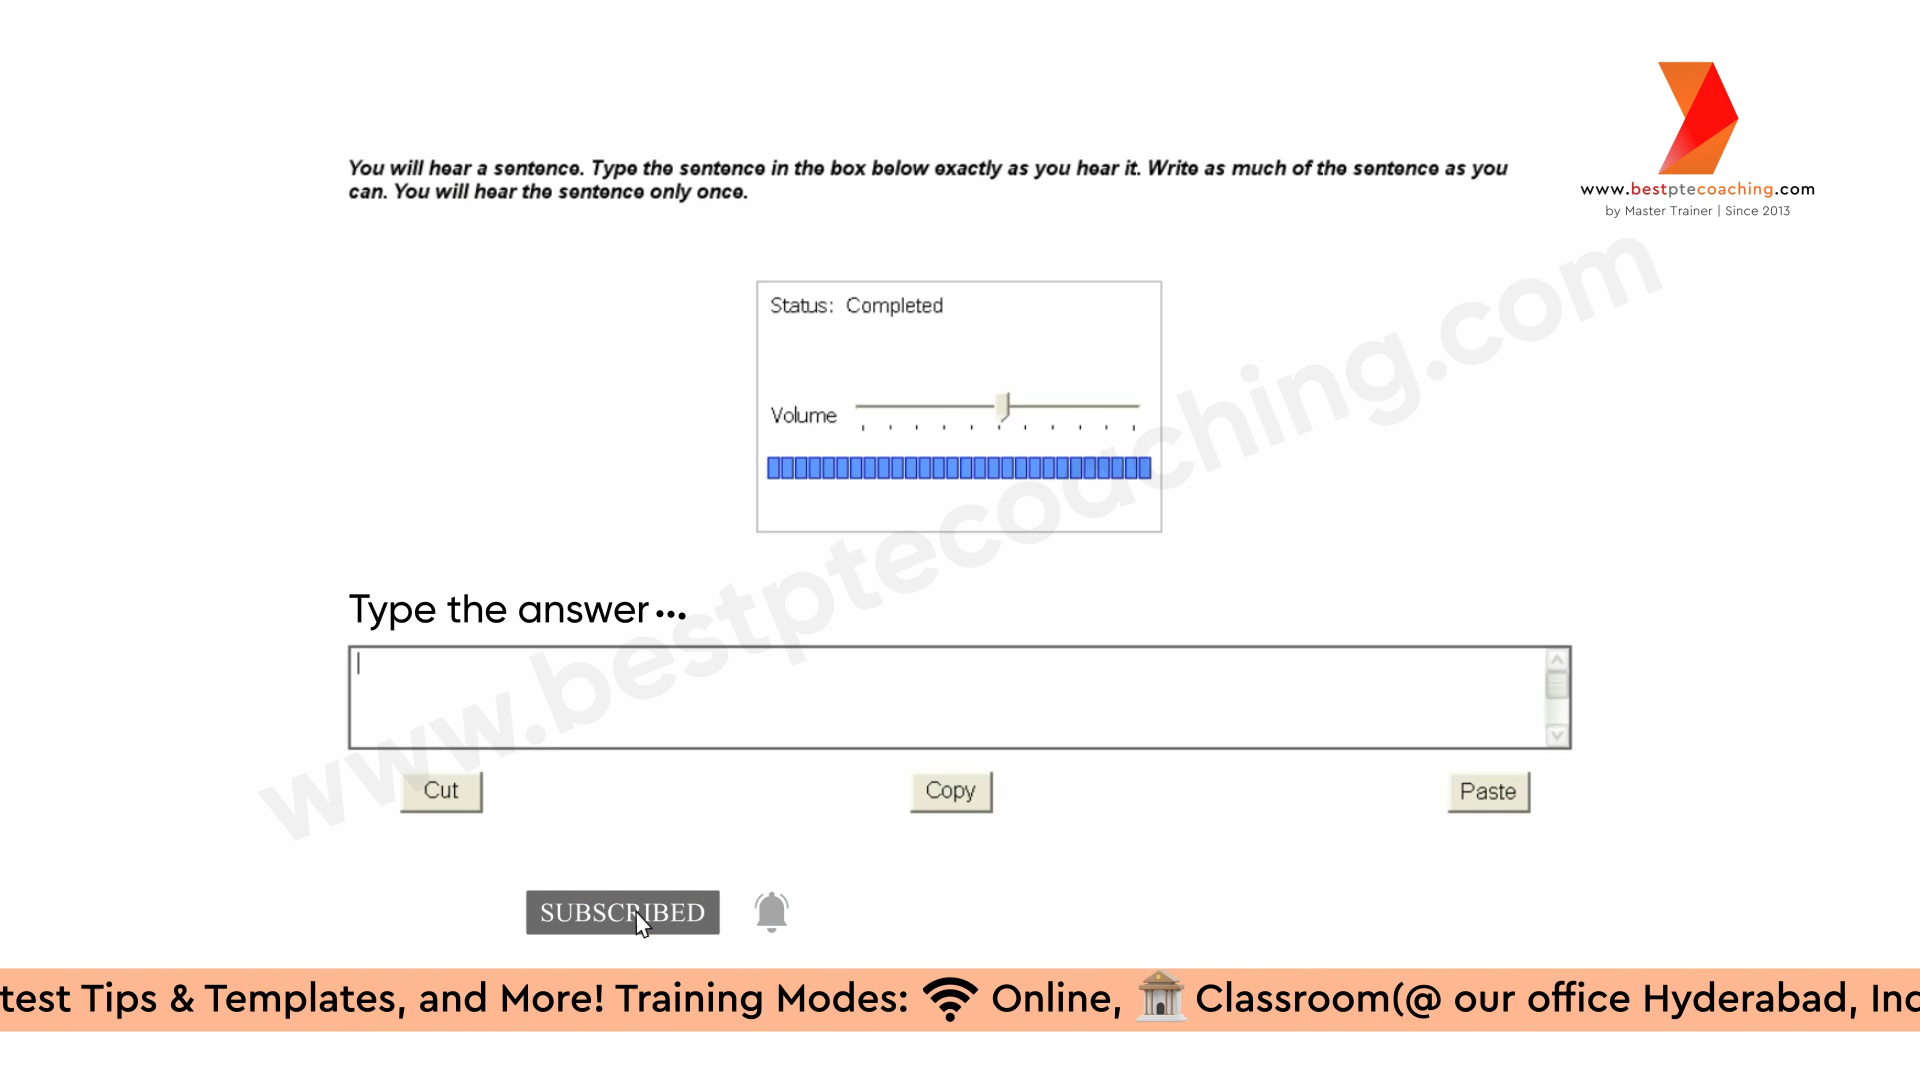 www.bestptecoaching.com
by Master Trainer | Since 2013
You will hear a sentence. Type the sentence in the box below exactly as you hear it. Write as much of the sentence as you
can. You will hear the sentence only once.
Status: Completed
Volume
www.bestptecoaching.com
Type the answer...
Cut
Copy
Paste
SUBSCRIBED
test Tips & Templates, and More! Training Modes: Online, Classroom(@ our office Hyderabad, Ind